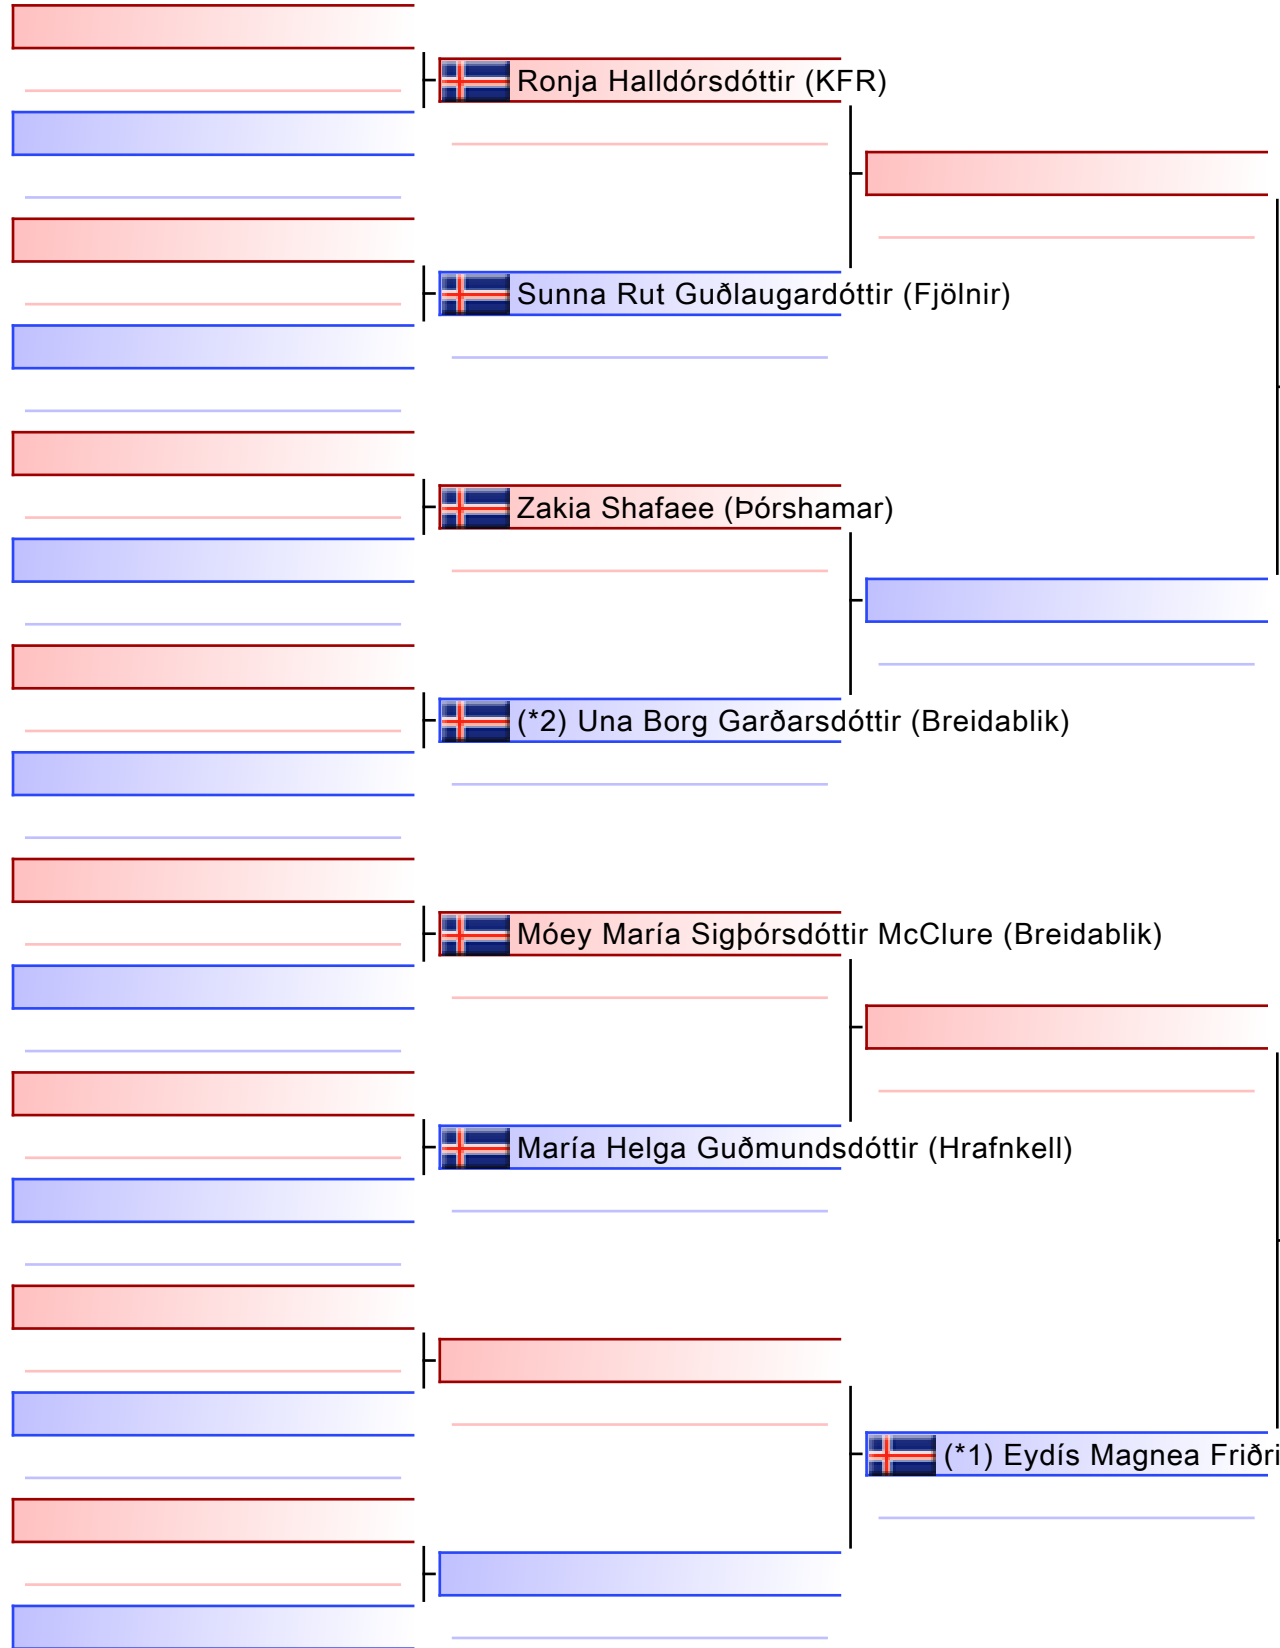 Ronja Halldórsdóttir (KFR)
Sunna Rut Guðlaugardóttir (Fjölnir)
Zakia Shafaee (Þórshamar)
(*2) Una Borg Garðarsdóttir (Breidablik)
Móey María Sigþórsdóttir McClure (Breidablik)
María Helga Guðmundsdóttir (Hrafnkell)
(*1) Eydís Magnea Friðri